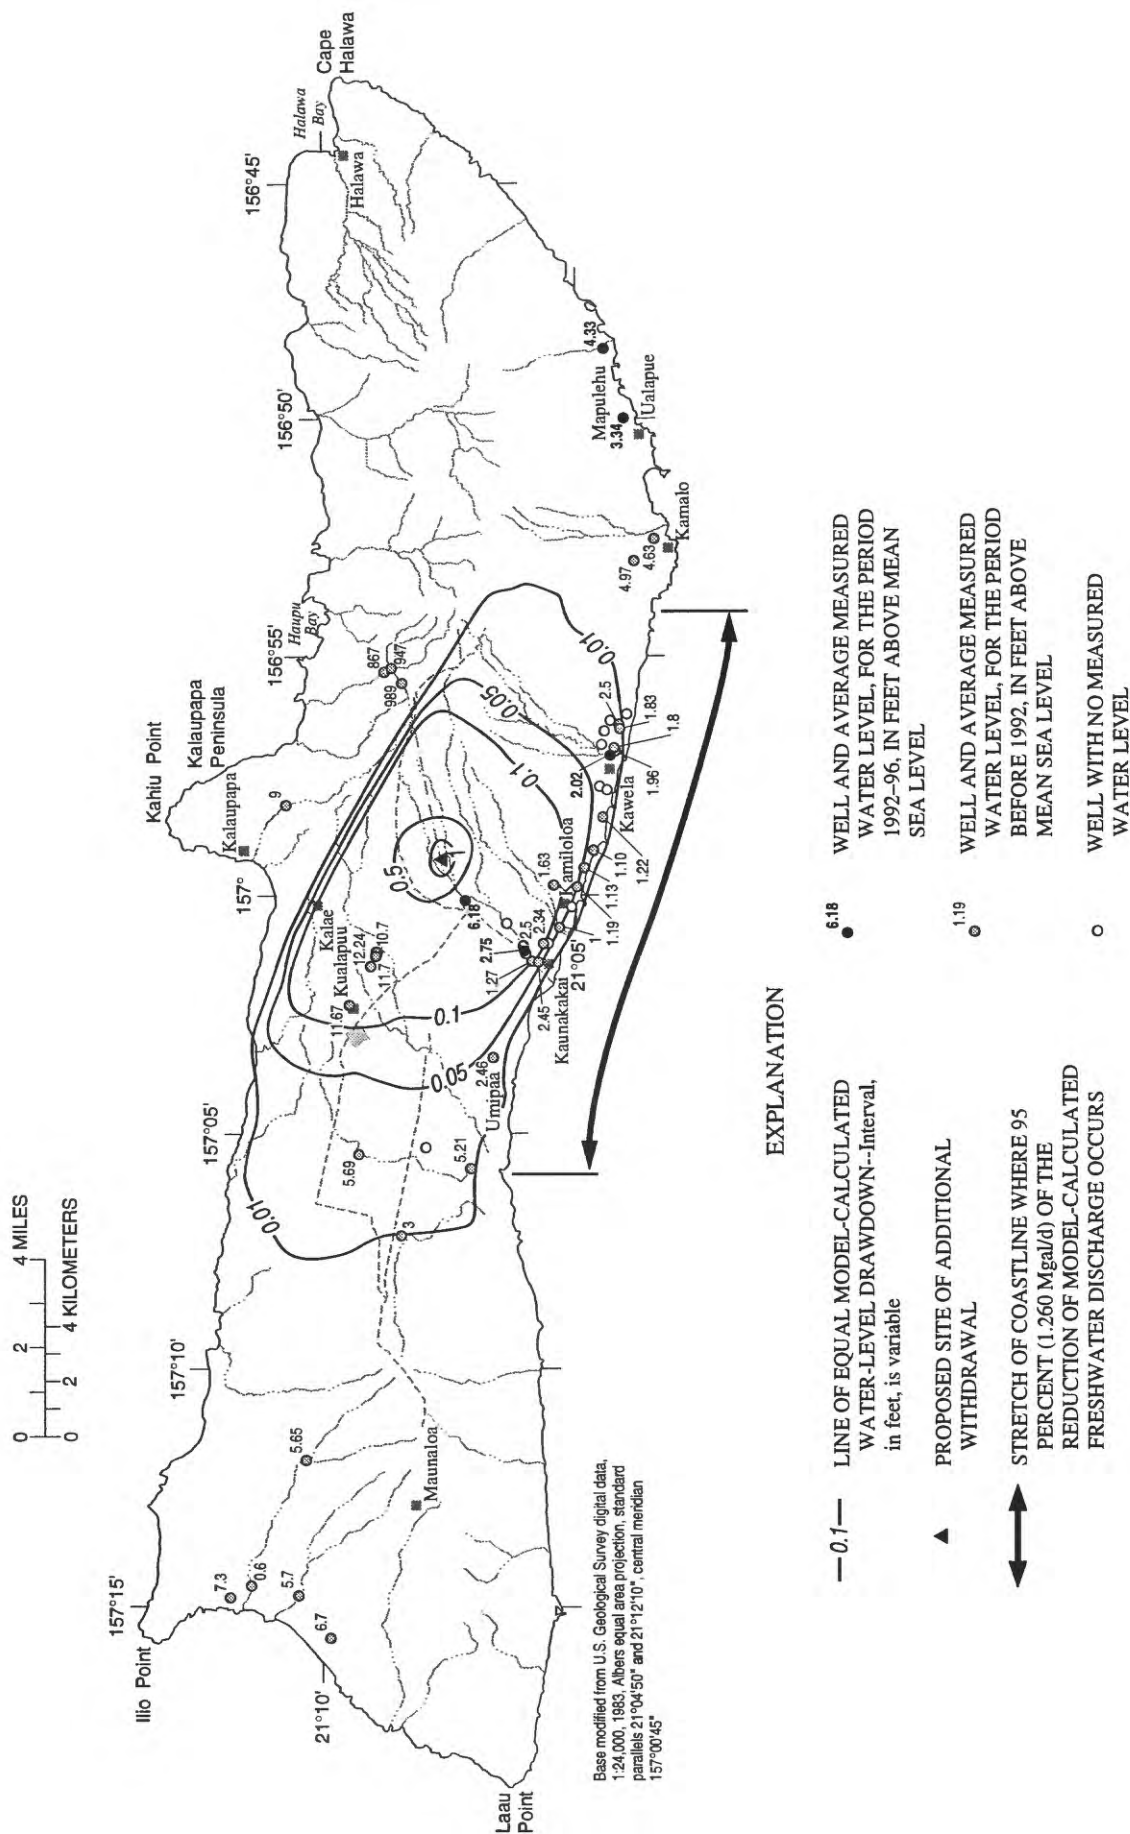 0 2 4 MILES
0 2 4 KILOMETERS
Ilio Point
157°15'
157°10'
157°05'
157°
156°55'
156°50'
156°45'
Kahiu Point
Kalaupapa
Peninsula
Kalaupapa
Haupu
Bay
Halawa
Bay
Cape
Halawa
Halawa
7.3
0.6
5.7
6.7
5.65
21°10'
Maunaloa
Laau
Point
0.01
3
5.69
5.21
0.05
0.1
Umipaa
2.46
11.67
Kualapuu
Kalae
12.24
10.7
11.7
9
0.5
1
6.18
867
947
989
0.1
0.05
0.01
2.5
2.75
1.27
2.45
2.34
Kaunakakai
21°05'
1
1.19
1.13
1.10
1.22
1.63
Kamiloloa
Kawela
2.02
1.96
1.8
1.83
2.5
4.97
4.63
Kamalo
3.34
Mapulehu
Ualapue
4.33
Base modified from U.S. Geological Survey digital data,
1:24,000, 1983, Albers equal area projection, standard
parallels 21°04'50" and 21°12'10", central meridian
157°00'45"
EXPLANATION
0.1 LINE OF EQUAL MODEL-CALCULATED
WATER-LEVEL DRAWDOWN--Interval,
in feet, is variable
PROPOSED SITE OF ADDITIONAL
WITHDRAWAL
STRETCH OF COASTLINE WHERE 95
PERCENT (1.260 Mgal/d) OF THE
REDUCTION OF MODEL-CALCULATED
FRESHWATER DISCHARGE OCCURS
6.18 WELL AND AVERAGE MEASURED
WATER LEVEL, FOR THE PERIOD
1992-96, IN FEET ABOVE MEAN
SEA LEVEL
1.19 WELL AND AVERAGE MEASURED
WATER LEVEL, FOR THE PERIOD
BEFORE 1992, IN FEET ABOVE
MEAN SEA LEVEL
WELL WITH NO MEASURED
WATER LEVEL